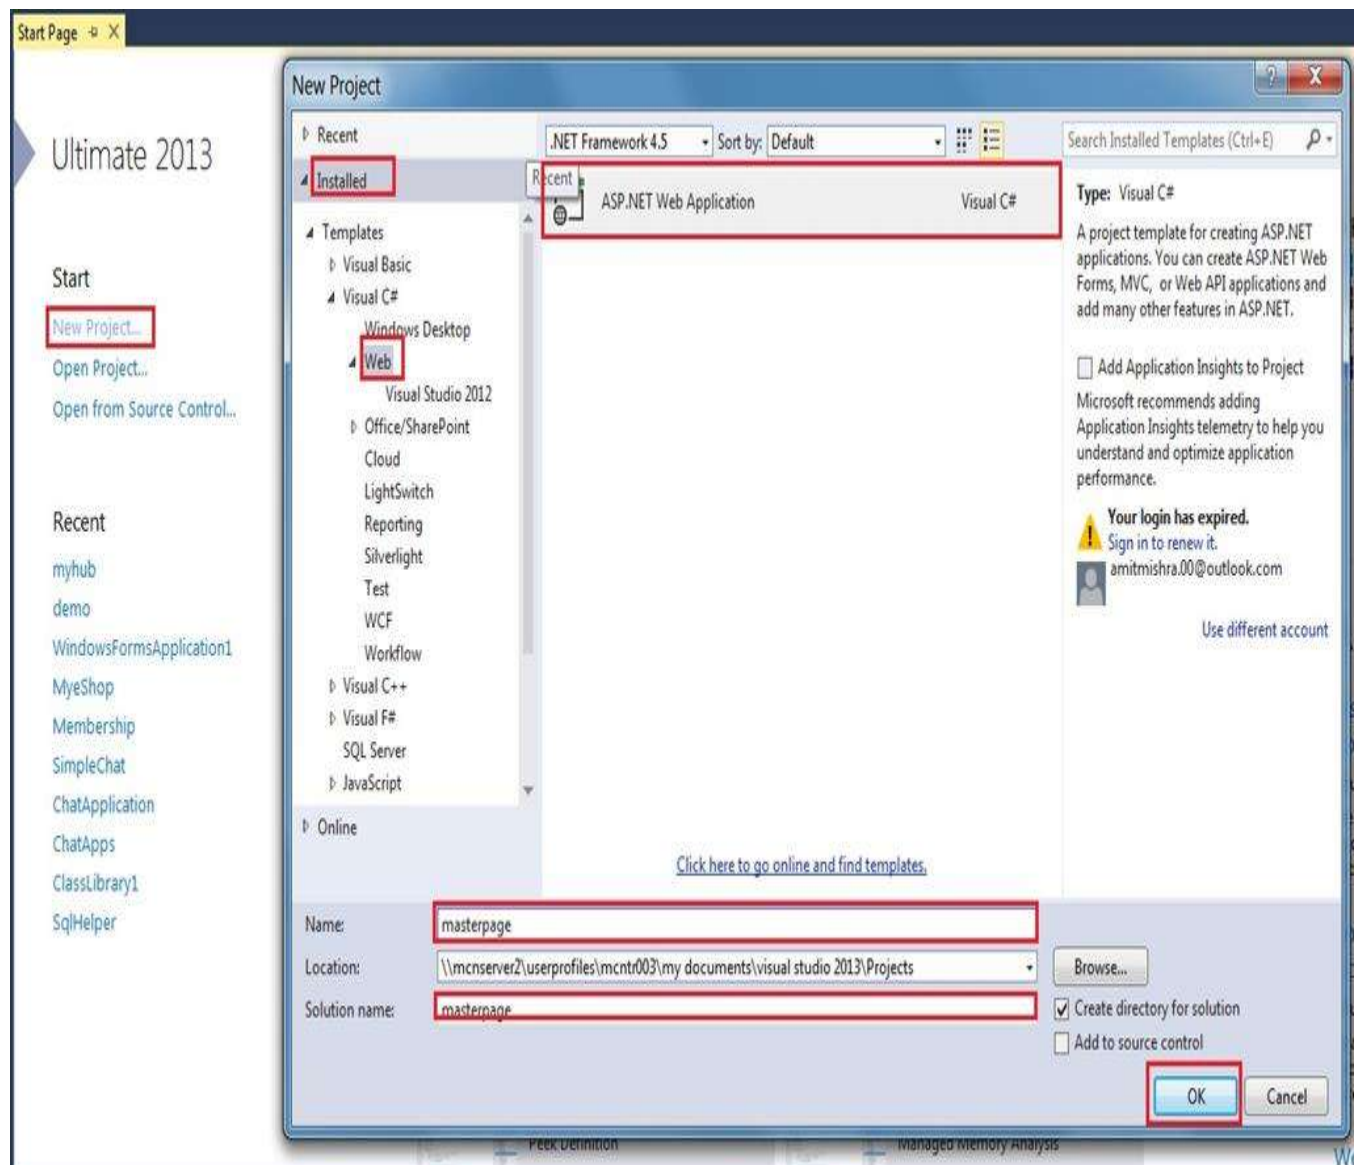 Start Page
Ultimate 2013
Start
New Project...
Open Project...
Open from Source Control...
Recent
myhub
demo
WindowsFormsApplication1
MyeShop
Membership
SimpleChat
ChatApplication
ChatApps
ClassLibrary1
SqlHelper
New Project
Recent
Installed
Templates
Visual Basic
Visual C#
Windows Desktop
Web
Visual Studio 2012
Office/SharePoint
Cloud
LightSwitch
Reporting
Silverlight
Test
WCF
Workflow
Visual C++
Visual F#
SQL Server
JavaScript
Online
.NET Framework 4.5 Sort by: Default
Recent
ASP.NET Web Application Visual C#
Click here to go online and find templates.
Search Installed Templates (Ctrl+E)
Type: Visual C#
A project template for creating ASP.NET
applications. You can create ASP.NET Web
Forms, MVC, or Web API applications and
add many other features in ASP.NET.
Add Application Insights to Project
Microsoft recommends adding
Application Insights telemetry to help you
understand and optimize application
performance.
Your login has expired.
Sign in to renew it.
amitmishra.00@outlook.com
Use different account
Name: masterpage
Location: \\mcnserver2\userprofiles\mcntr003\my documents\visual studio 2013\Projects
Browse...
Solution name: masterpage
Create directory for solution
Add to source control
OK Cancel
Peek Definition
Managed Memory Analysis